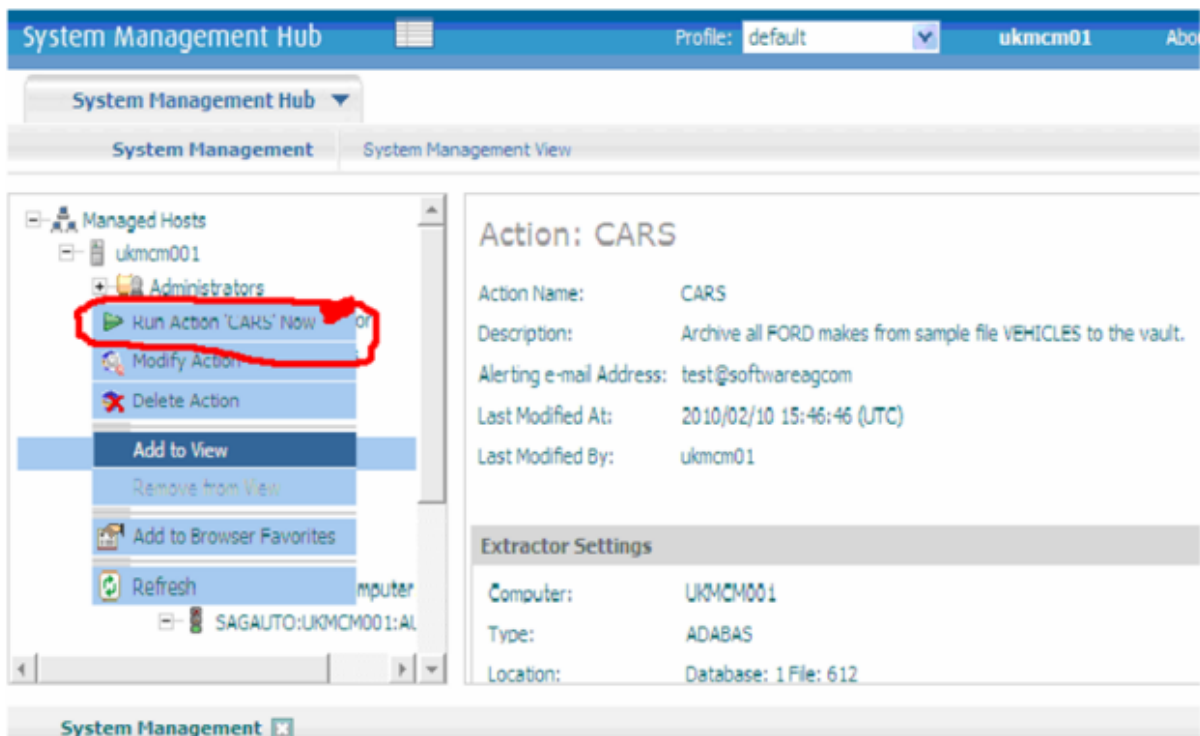 System Management Hub Profile: default ukmcm01 Abo
System Management Hub
System Management System Management View
Managed Hosts
ukmcm001
Administrators
Run Action 'CARS' Now or
Modify Action
Delete Action
Add to View
Remove from View
Add to Browser Favorites
Refresh mputer
SAGAUTO:UKMCM001:AU
Action: CARS
Action Name: CARS
Description: Archive all FORD makes from sample file VEHICLES to the vault.
Alerting e-mail Address: test@softwareagcom
Last Modified At: 2010/02/10 15:46:46 (UTC)
Last Modified By: ukmcm01
Extractor Settings
Computer: UKMCM001
Type: ADABAS
Location: Database: 1 File: 612
System Management